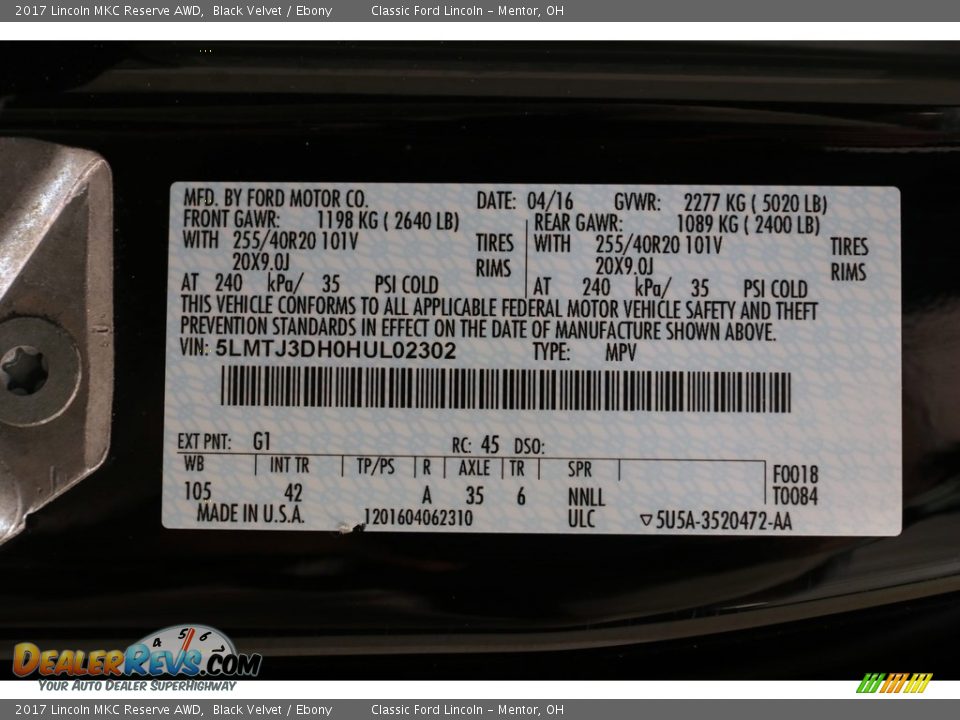 2017 Lincoln MKC Reserve AWD, Black Velvet / Ebony Classic Ford Lincoln - Mentor, OH
MFD. BY FORD MOTOR CO. DATE: 04/16 GVWR: 2277 KG ( 5020 LB)
FRONT GAWR: 1198 KG ( 2640 LB) REAR GAWR: 1089 KG ( 2400 LB)
WITH 255/40R20 101V TIRES WITH 255/40R20 101V TIRES
20X9.0J RIMS 20X9.0J RIMS
AT 240 kPa/ 35 PSI COLD AT 240 kPa/ 35 PSI COLD
THIS VEHICLE CONFORMS TO ALL APPLICABLE FEDERAL MOTOR VEHICLE SAFETY AND THEFT
PREVENTION STANDARDS IN EFFECT ON THE DATE OF MANUFACTURE SHOWN ABOVE.
VIN: 5LMTJ3DH0HUL02302 TYPE: MPV
EXT PNT: G1 RC: 45 DSO:
WB INT TR TP/PS R AXLE TR SPR F0018
105 42 A 35 6 NNLL T0084
MADE IN U.S.A. 1201604062310 ULC ▽5U5A-3520472-AA
4 5 6
DEALERREVS.COM
YOUR AUTO DEALER SUPERHIGHWAY
2017 Lincoln MKC Reserve AWD, Black Velvet / Ebony Classic Ford Lincoln - Mentor, OH